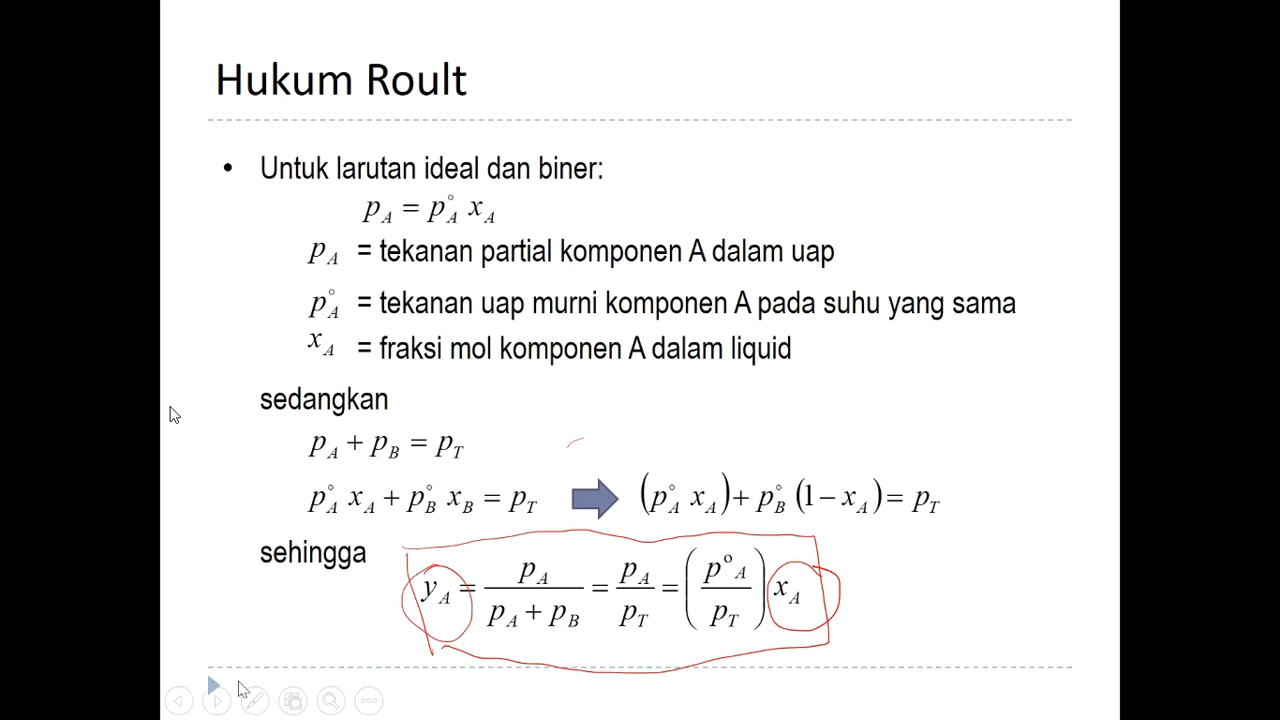 Hukum Roult
• Untuk larutan ideal dan biner:
p_A = p°_A x_A
p_A = tekanan partial komponen A dalam uap
p°_A = tekanan uap murni komponen A pada suhu yang sama
x_A = fraksi mol komponen A dalam liquid
sedangkan
p_A + p_B = p_T
p°_A x_A + p°_B x_B = p_T (p°_A x_A) + p°_B (1 − x_A) = p_T
sehingga
y_A = p_A / (p_A + p_B) = p_A / p_T = (p°_A / p_T) x_A